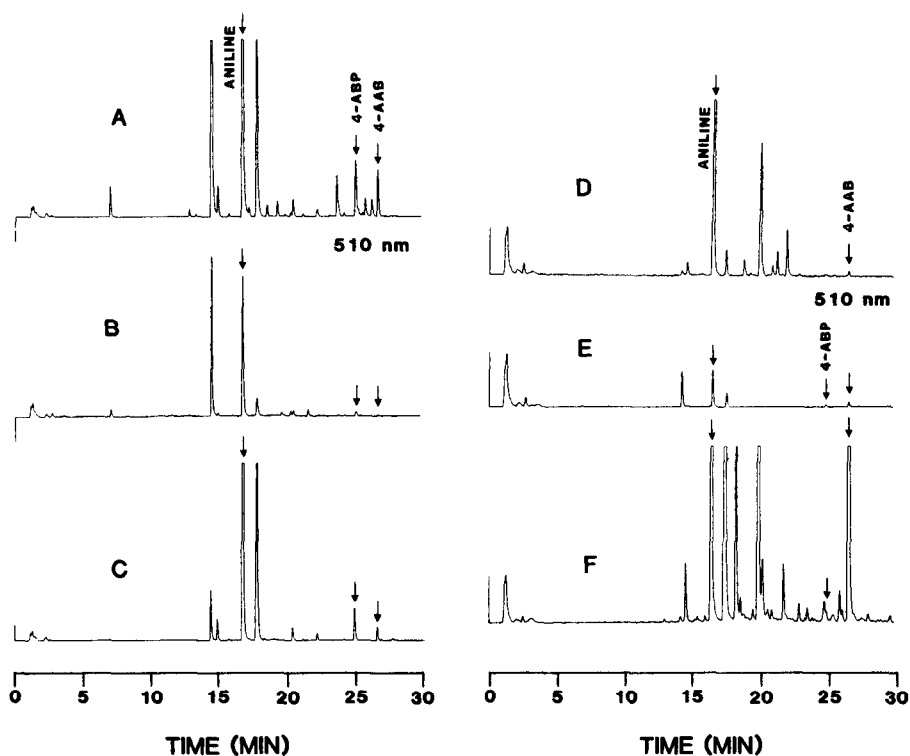 ANILINE
4-ABP
4-AAB
A
510 nm
B
C
0 5 10 15 20 25 30
TIME (MIN)
ANILINE
4-AAB
D
510 nm
4-ABP
E
F
0 5 10 15 20 25 30
TIME (MIN)